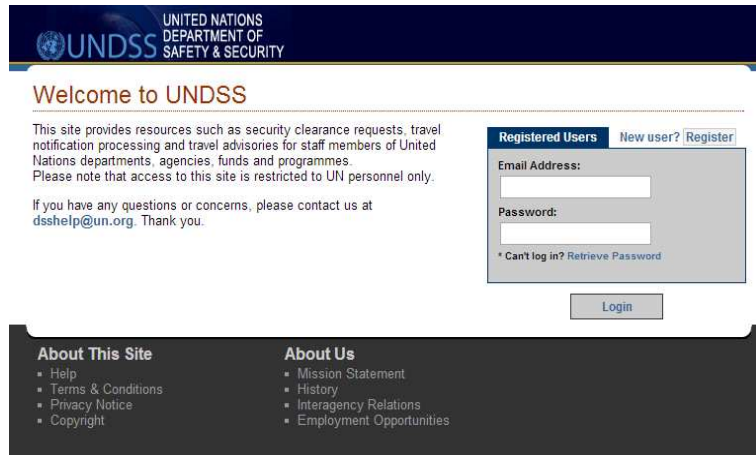 UNDSS
UNITED NATIONS
DEPARTMENT OF
SAFETY & SECURITY
Welcome to UNDSS
This site provides resources such as security clearance requests, travel
notification processing and travel advisories for staff members of United
Nations departments, agencies, funds and programmes.
Please note that access to this site is restricted to UN personnel only.
If you have any questions or concerns, please contact us at
dsshelp@un.org. Thank you.
Registered Users New user? Register
Email Address:
Password:
* Can't log in? Retrieve Password
Login
About This Site
▪ Help
▪ Terms & Conditions
▪ Privacy Notice
▪ Copyright
About Us
▪ Mission Statement
▪ History
▪ Interagency Relations
▪ Employment Opportunities